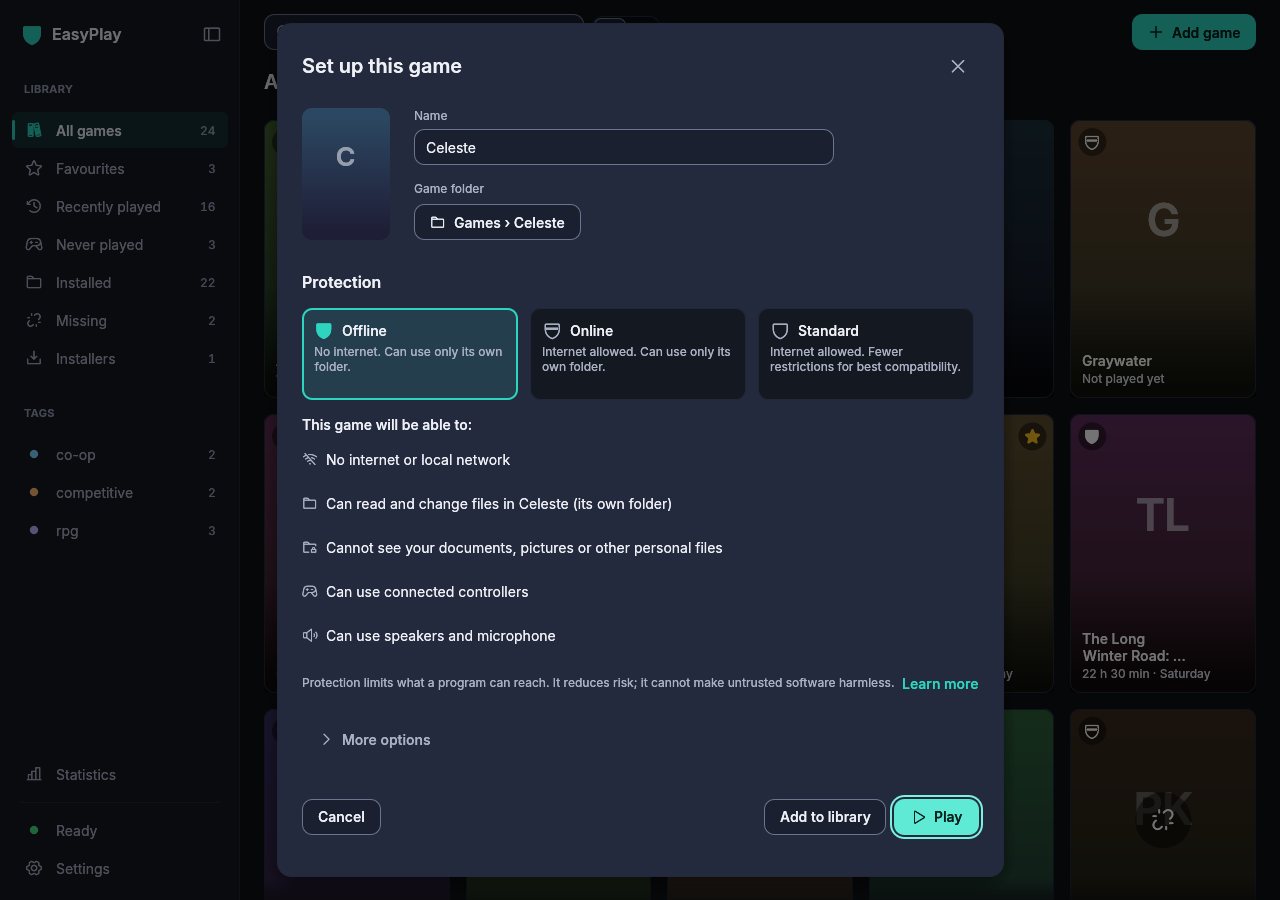 EasyPlay
Add game
LIBRARY
All games 24
Favourites 3
Recently played 16
Never played 3
Installed 22
Missing 2
Installers 1
TAGS
co-op 2
competitive 2
rpg 3
Statistics
Ready
Settings
Set up this game
C
Name
Celeste
Game folder
Games › Celeste
Protection
Offline
No internet. Can use only its own
folder.
Online
Internet allowed. Can use only its
own folder.
Standard
Internet allowed. Fewer
restrictions for best compatibility.
This game will be able to:
No internet or local network
Can read and change files in Celeste (its own folder)
Cannot see your documents, pictures or other personal files
Can use connected controllers
Can use speakers and microphone
Protection limits what a program can reach. It reduces risk; it cannot make untrusted software harmless. Learn more
More options
Cancel
Add to library
Play
G
Graywater
Not played yet
TL
The Long
Winter Road: ...
22 h 30 min · Saturday